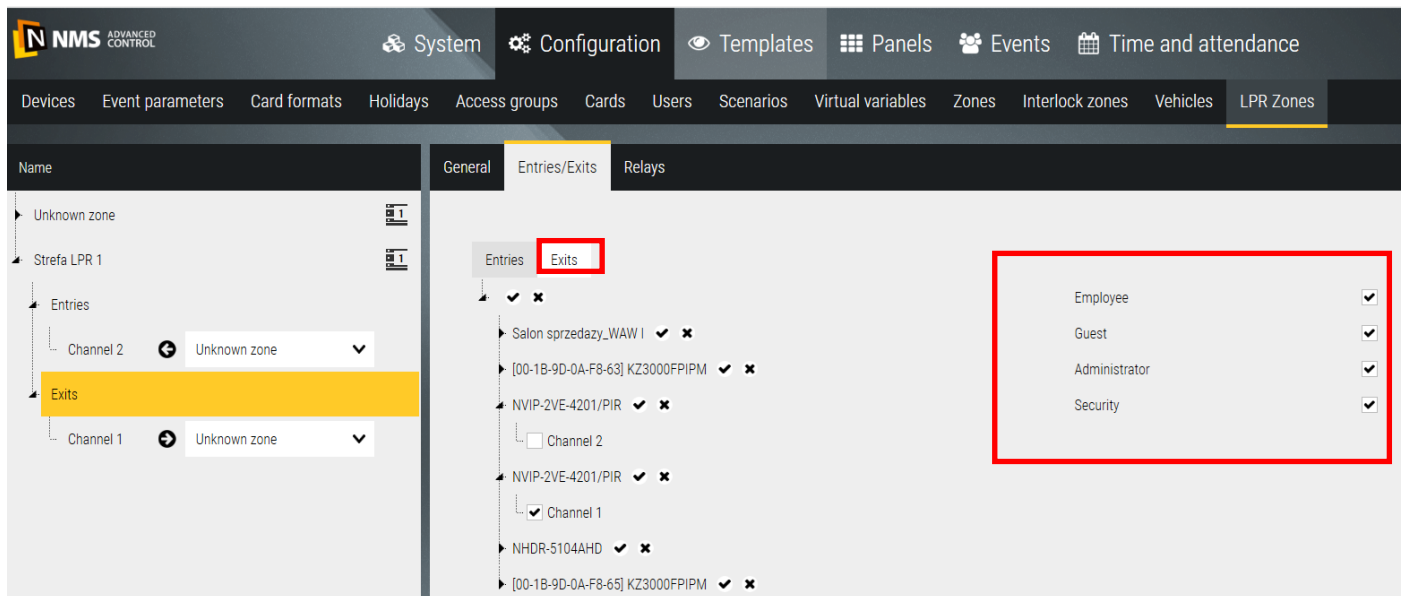 N NMS ADVANCED CONTROL
System Configuration Templates Panels Events Time and attendance
Devices Event parameters Card formats Holidays Access groups Cards Users Scenarios Virtual variables Zones Interlock zones Vehicles LPR Zones
Name
General Entries/Exits Relays
Unknown zone 1
Strefa LPR 1 1
Entries
Channel 2 Unknown zone
Exits
Channel 1 Unknown zone
Entries Exits
Salon sprzedazy_WAW I
[00-1B-9D-0A-F8-63] KZ3000FPIPM
NVIP-2VE-4201/PIR
Channel 2
NVIP-2VE-4201/PIR
Channel 1
NHDR-5104AHD
[00-1B-9D-0A-F8-65] KZ3000FPIPM
Employee
Guest
Administrator
Security